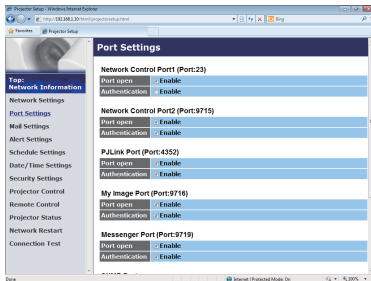 Projector Setup - Windows Internet Explorer
http://192.168.1.10/html/projectorsetup.html
Bing
Favorites
Projector Setup
Top:
Network Information
Network Settings
Port Settings
Mail Settings
Alert Settings
Schedule Settings
Date/Time Settings
Security Settings
Projector Control
Remote Control
Projector Status
Network Restart
Connection Test
Port Settings
Network Control Port1 (Port:23)
Port open Enable
Authentication Enable
Network Control Port2 (Port:9715)
Port open Enable
Authentication Enable
PJLink Port (Port:4352)
Port open Enable
Authentication Enable
My Image Port (Port:9716)
Port open Enable
Authentication Enable
Messenger Port (Port:9719)
Port open Enable
Authentication Enable
Done
Internet | Protected Mode: On
100%